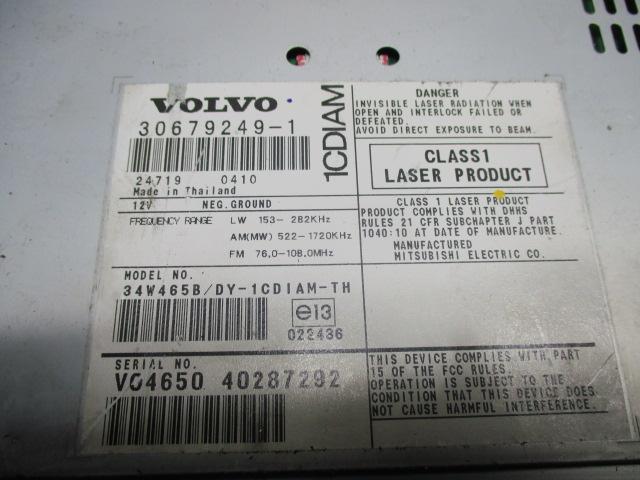 VOLVO
30679249-1
24719 0410
Made in Thailand
1CDIAM
12V NEG.GROUND
FREQUENCY RANGE LW 153- 282KHz
AM(MW) 522-1720KHz
FM 76.0-108.0MHz
MODEL NO.
34W465B/DY-1CDIAM-TH
e13
022436
SERIAL NO.
VC4650 40287292
DANGER
INVISIBLE LASER RADIATION WHEN
OPEN AND INTERLOCK FAILED OR
DEFEATED.
AVOID DIRECT EXPOSURE TO BEAM.
CLASS1
LASER PRODUCT
CLASS 1 LASER PRODUCT
PRODUCT COMPLIES WITH DHHS
RULES 21 CFR SUBCHAPTER J PART
1040:10 AT DATE OF MANUFACTURE.
MANUFACTURED
MITSUBISHI ELECTRIC CO.
THIS DEVICE COMPLIES WITH PART
15 OF THE FCC RULES.
OPERATION IS SUBJECT TO THE
CONDITION THAT THIS DEVICE DOES
NOT CAUSE HARMFUL INTERFERENCE.